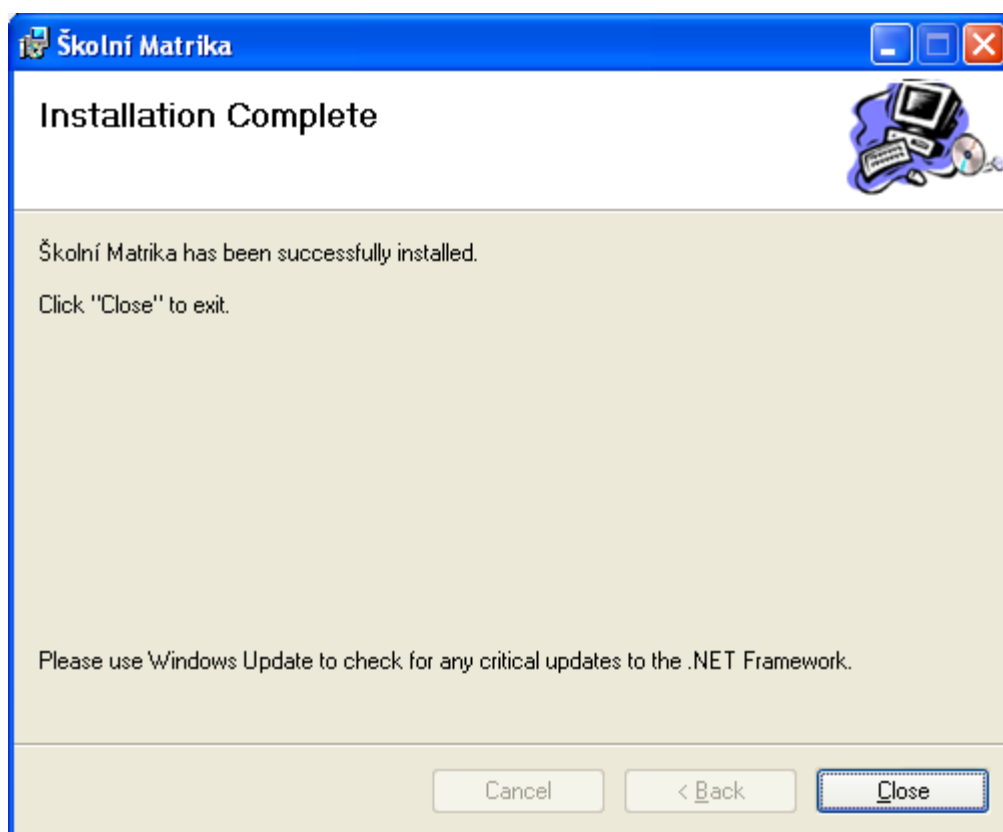 Školní Matrika
Installation Complete
Školní Matrika has been successfully installed.
Click "Close" to exit.
Please use Windows Update to check for any critical updates to the .NET Framework.
Cancel
< Back
Close